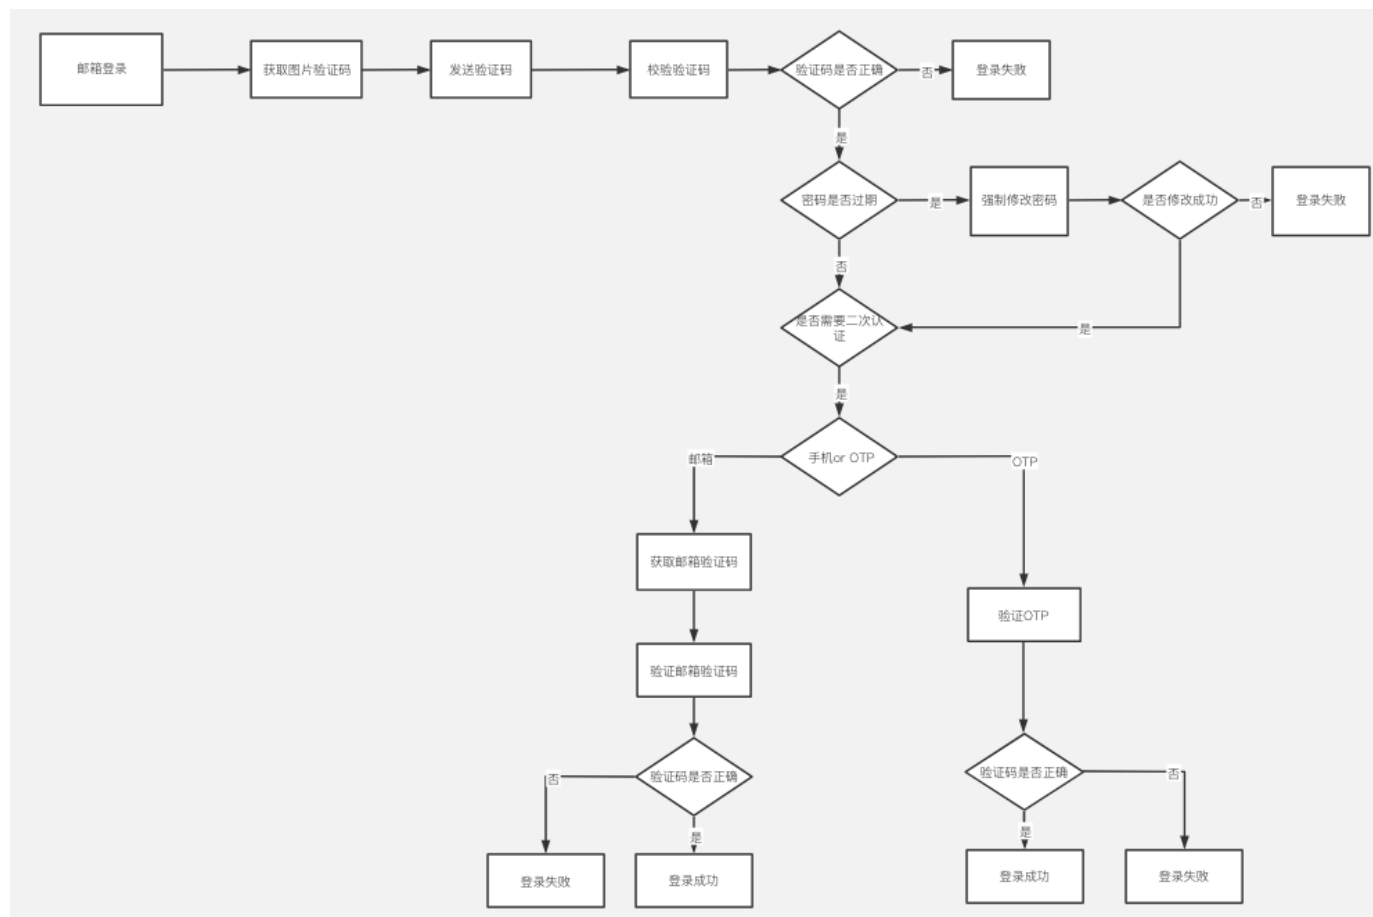 邮箱登录
获取图片验证码
发送验证码
校验验证码
验证码是否正确
否
登录失败
是
密码是否过期
是
强制修改密码
是否修改成功
否
登录失败
否
是否需要二次认
证
是
是
邮箱
手机or OTP
OTP
获取邮箱验证码
验证OTP
验证邮箱验证码
否
验证码是否正确
验证码是否正确
否
是
是
登录失败
登录成功
登录成功
登录失败